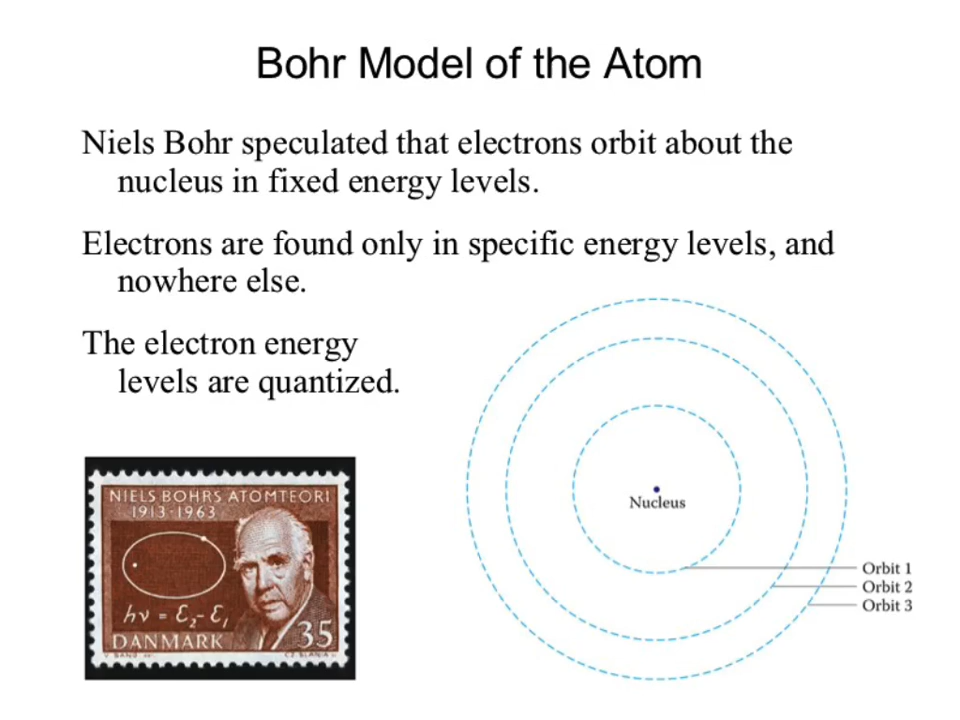 Bohr Model of the Atom
Niels Bohr speculated that electrons orbit about the
nucleus in fixed energy levels.
Electrons are found only in specific energy levels, and
nowhere else.
The electron energy
levels are quantized.
NIELS BOHRS ATOMTEORI
1913-1963
hν = ε₂-ε₁
DANMARK
35
Nucleus
Orbit 1
Orbit 2
Orbit 3